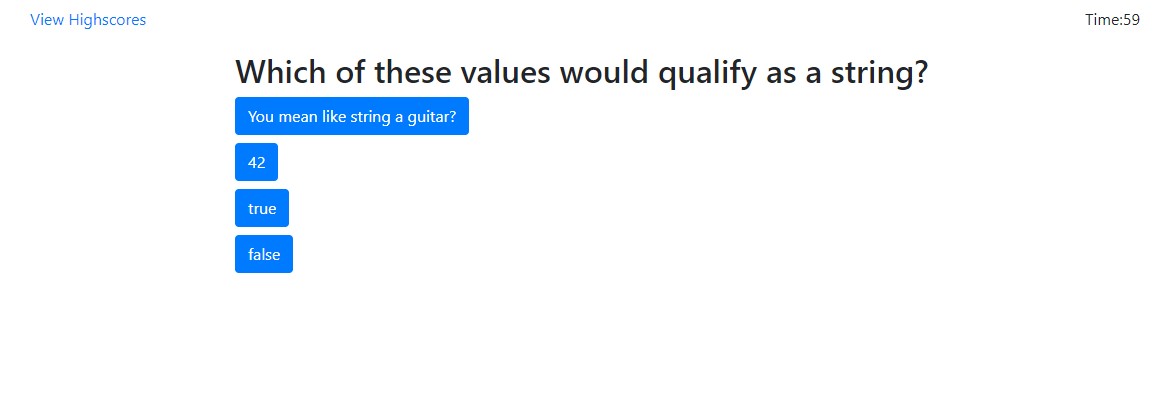 View Highscores
Time:59
Which of these values would qualify as a string?
You mean like string a guitar?
42
true
false